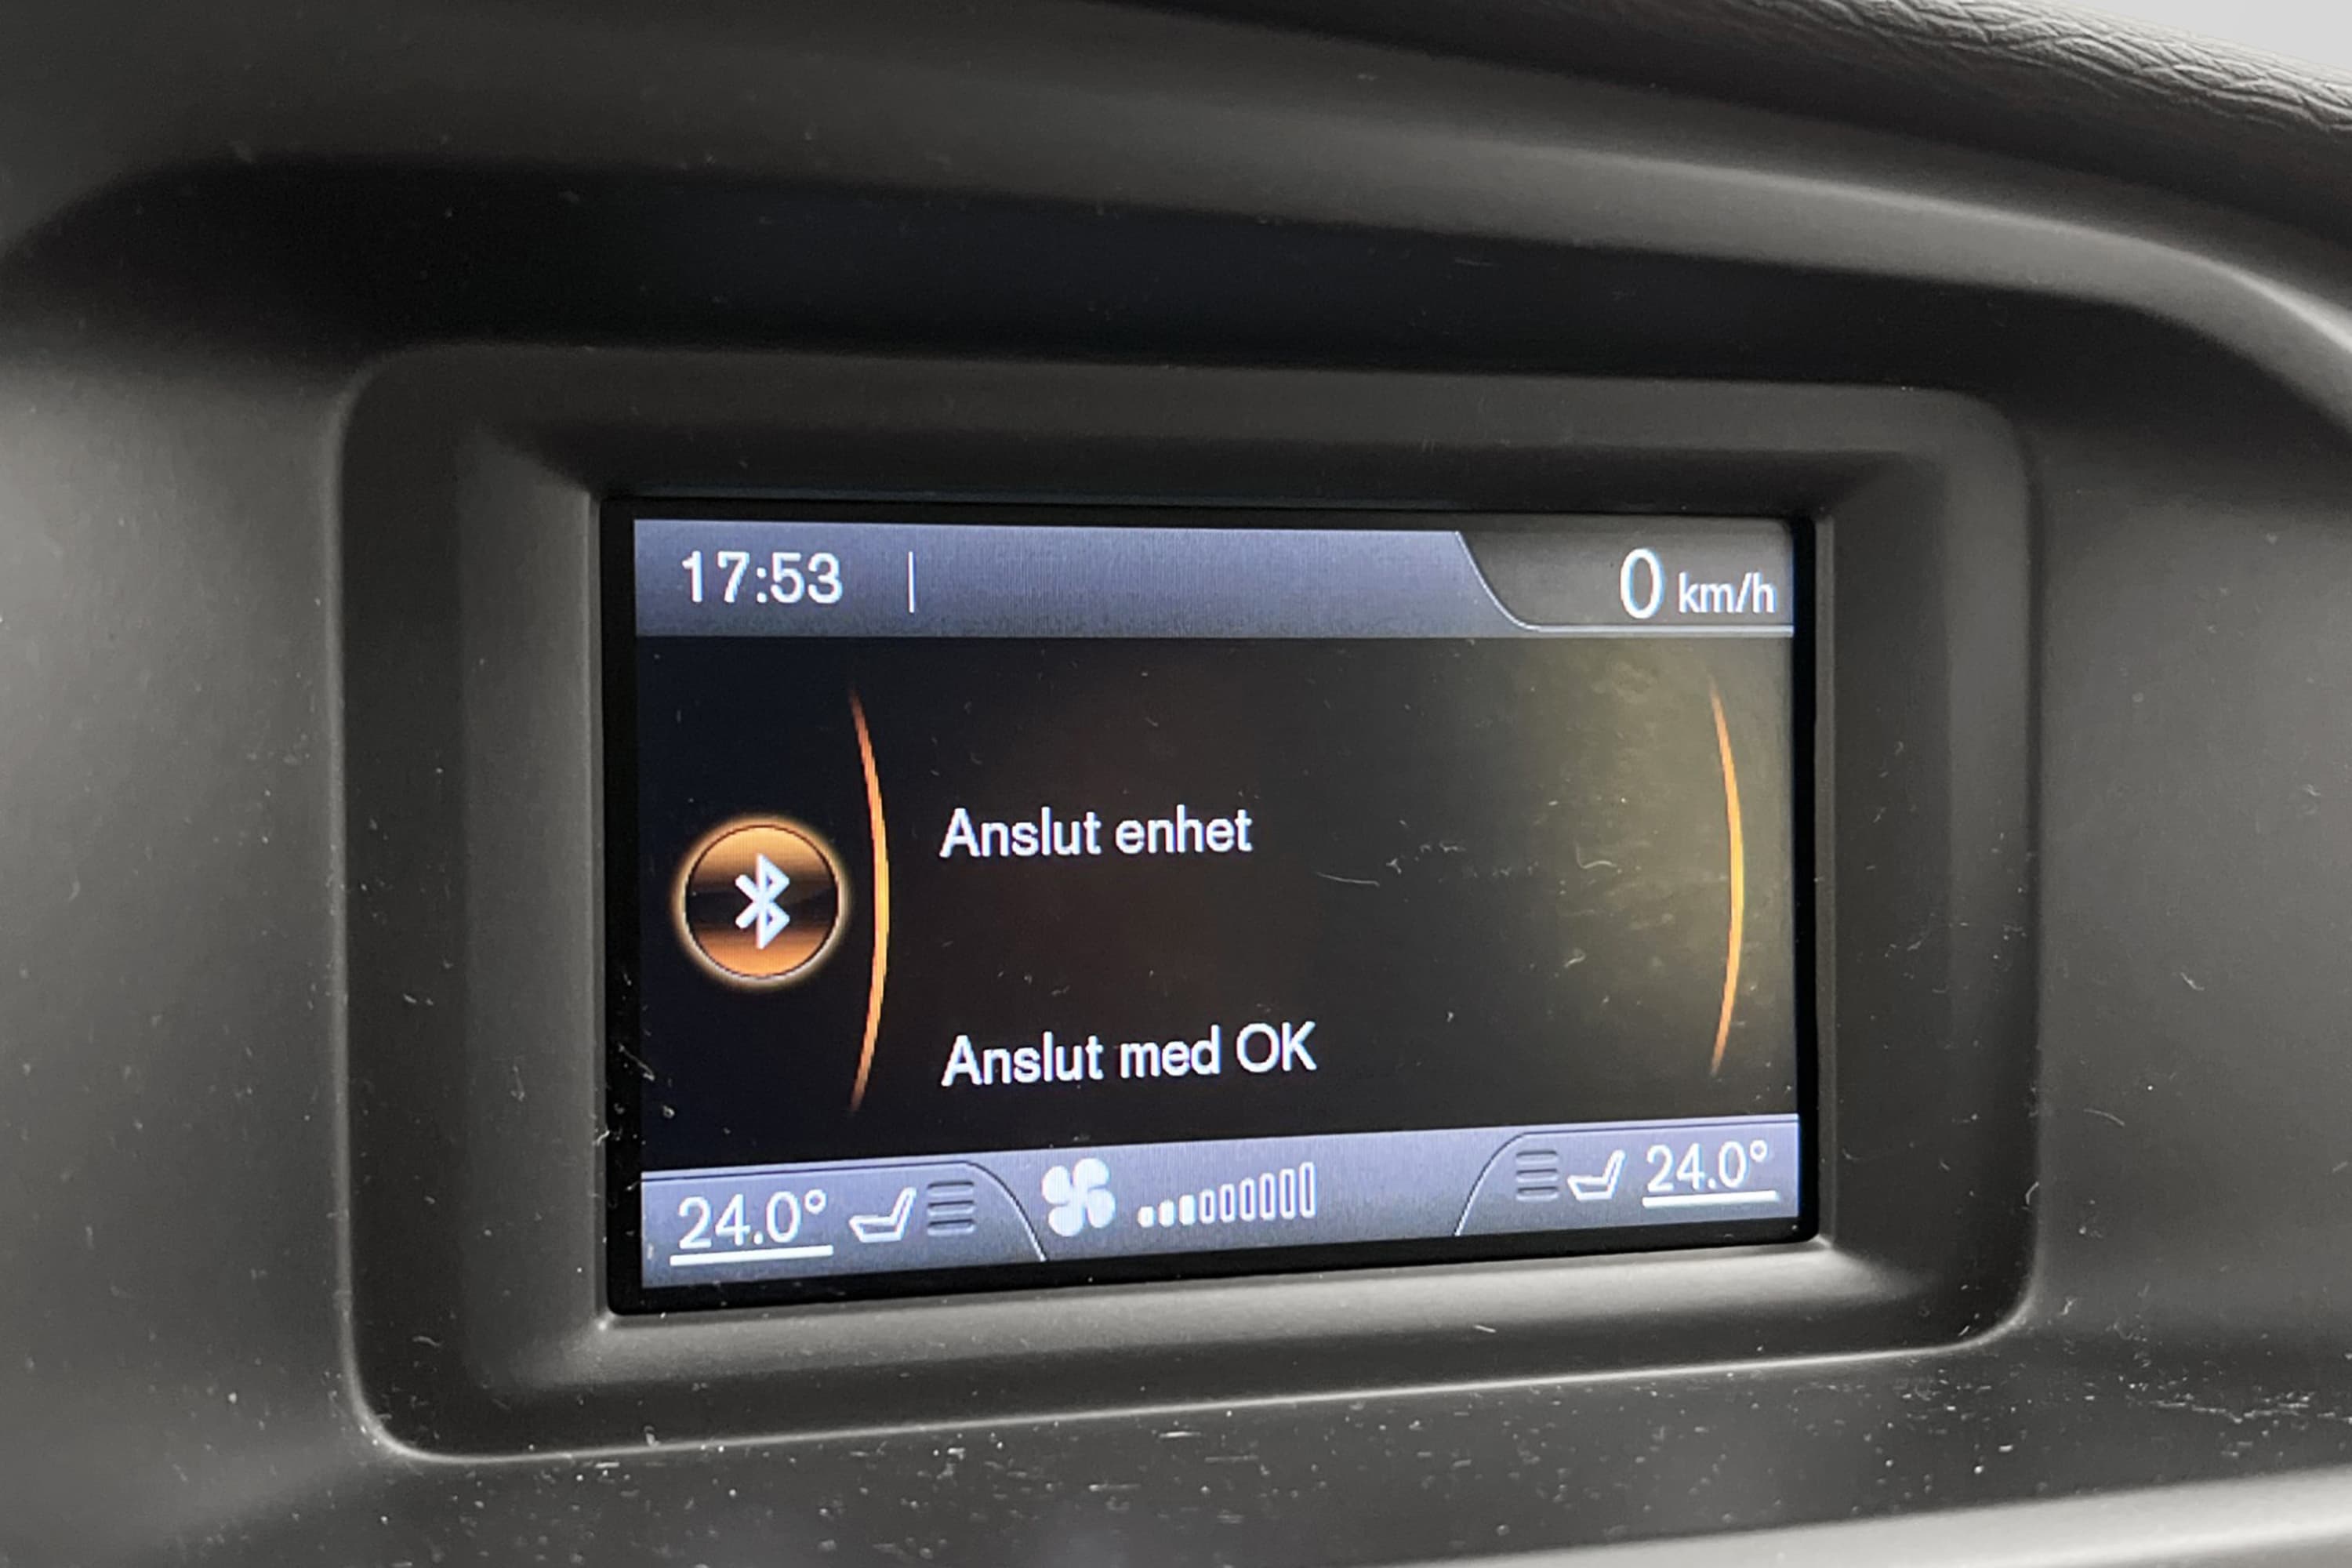 17:53
0 km/h
Anslut enhet
Anslut med OK
24.0° 24.0°